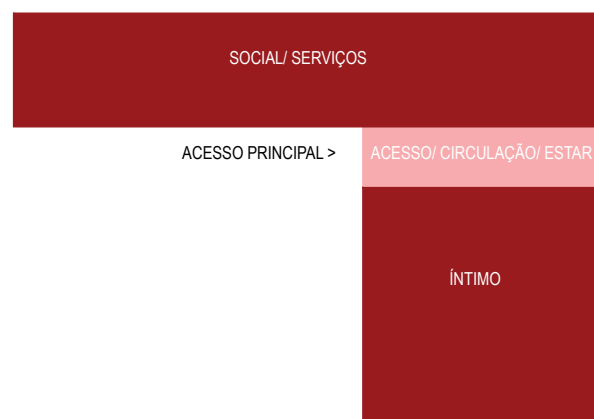 SOCIAL/ SERVIÇOS
ACESSO PRINCIPAL > ACESSO/ CIRCULAÇÃO/ ESTAR
ÍNTIMO